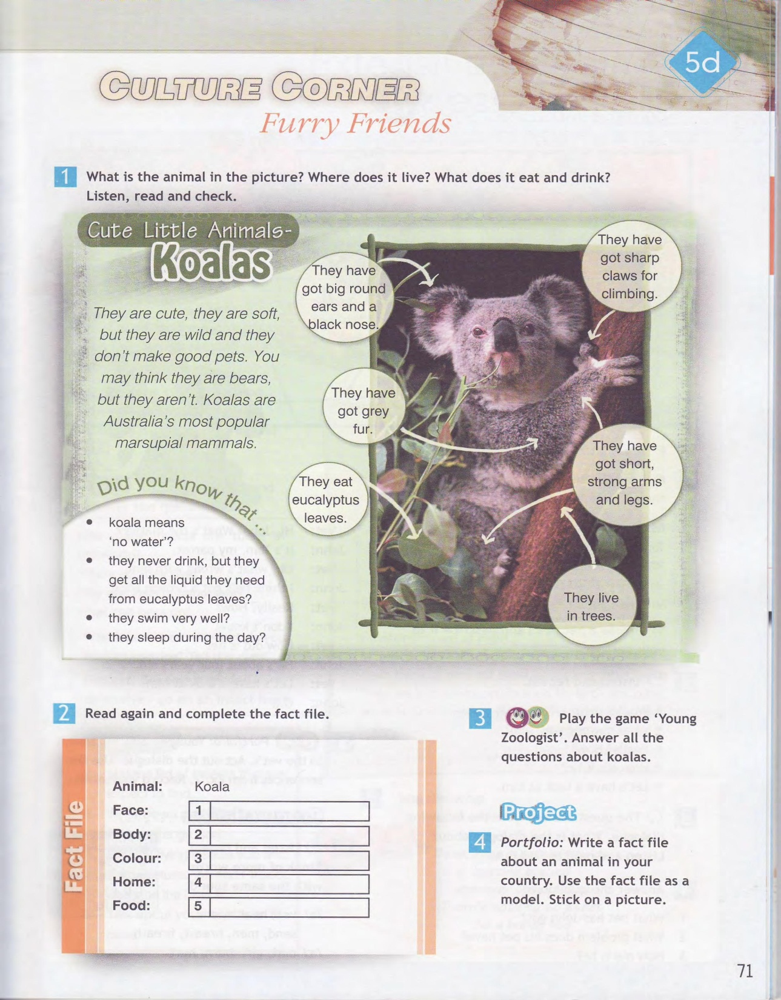 5d
CULTURE CORNER
Furry Friends
1 What is the animal in the picture? Where does it live? What does it eat and drink?
Listen, read and check.
Cute Little Animals-
Koalas
They are cute, they are soft,
but they are wild and they
don't make good pets. You
may think they are bears,
but they aren't. Koalas are
Australia's most popular
marsupial mammals.
Did you know that...
• koala means
'no water'?
• they never drink, but they
get all the liquid they need
from eucalyptus leaves?
• they swim very well?
• they sleep during the day?
They have
got big round
ears and a
black nose.
They have
got grey
fur.
They eat
eucalyptus
leaves.
They have
got sharp
claws for
climbing.
They have
got short,
strong arms
and legs.
They live
in trees.
2 Read again and complete the fact file.
Fact File
Animal: Koala
Face: 1
Body: 2
Colour: 3
Home: 4
Food: 5
3 Play the game 'Young
Zoologist'. Answer all the
questions about koalas.
Project
4 Portfolio: Write a fact file
about an animal in your
country. Use the fact file as a
model. Stick on a picture.
71